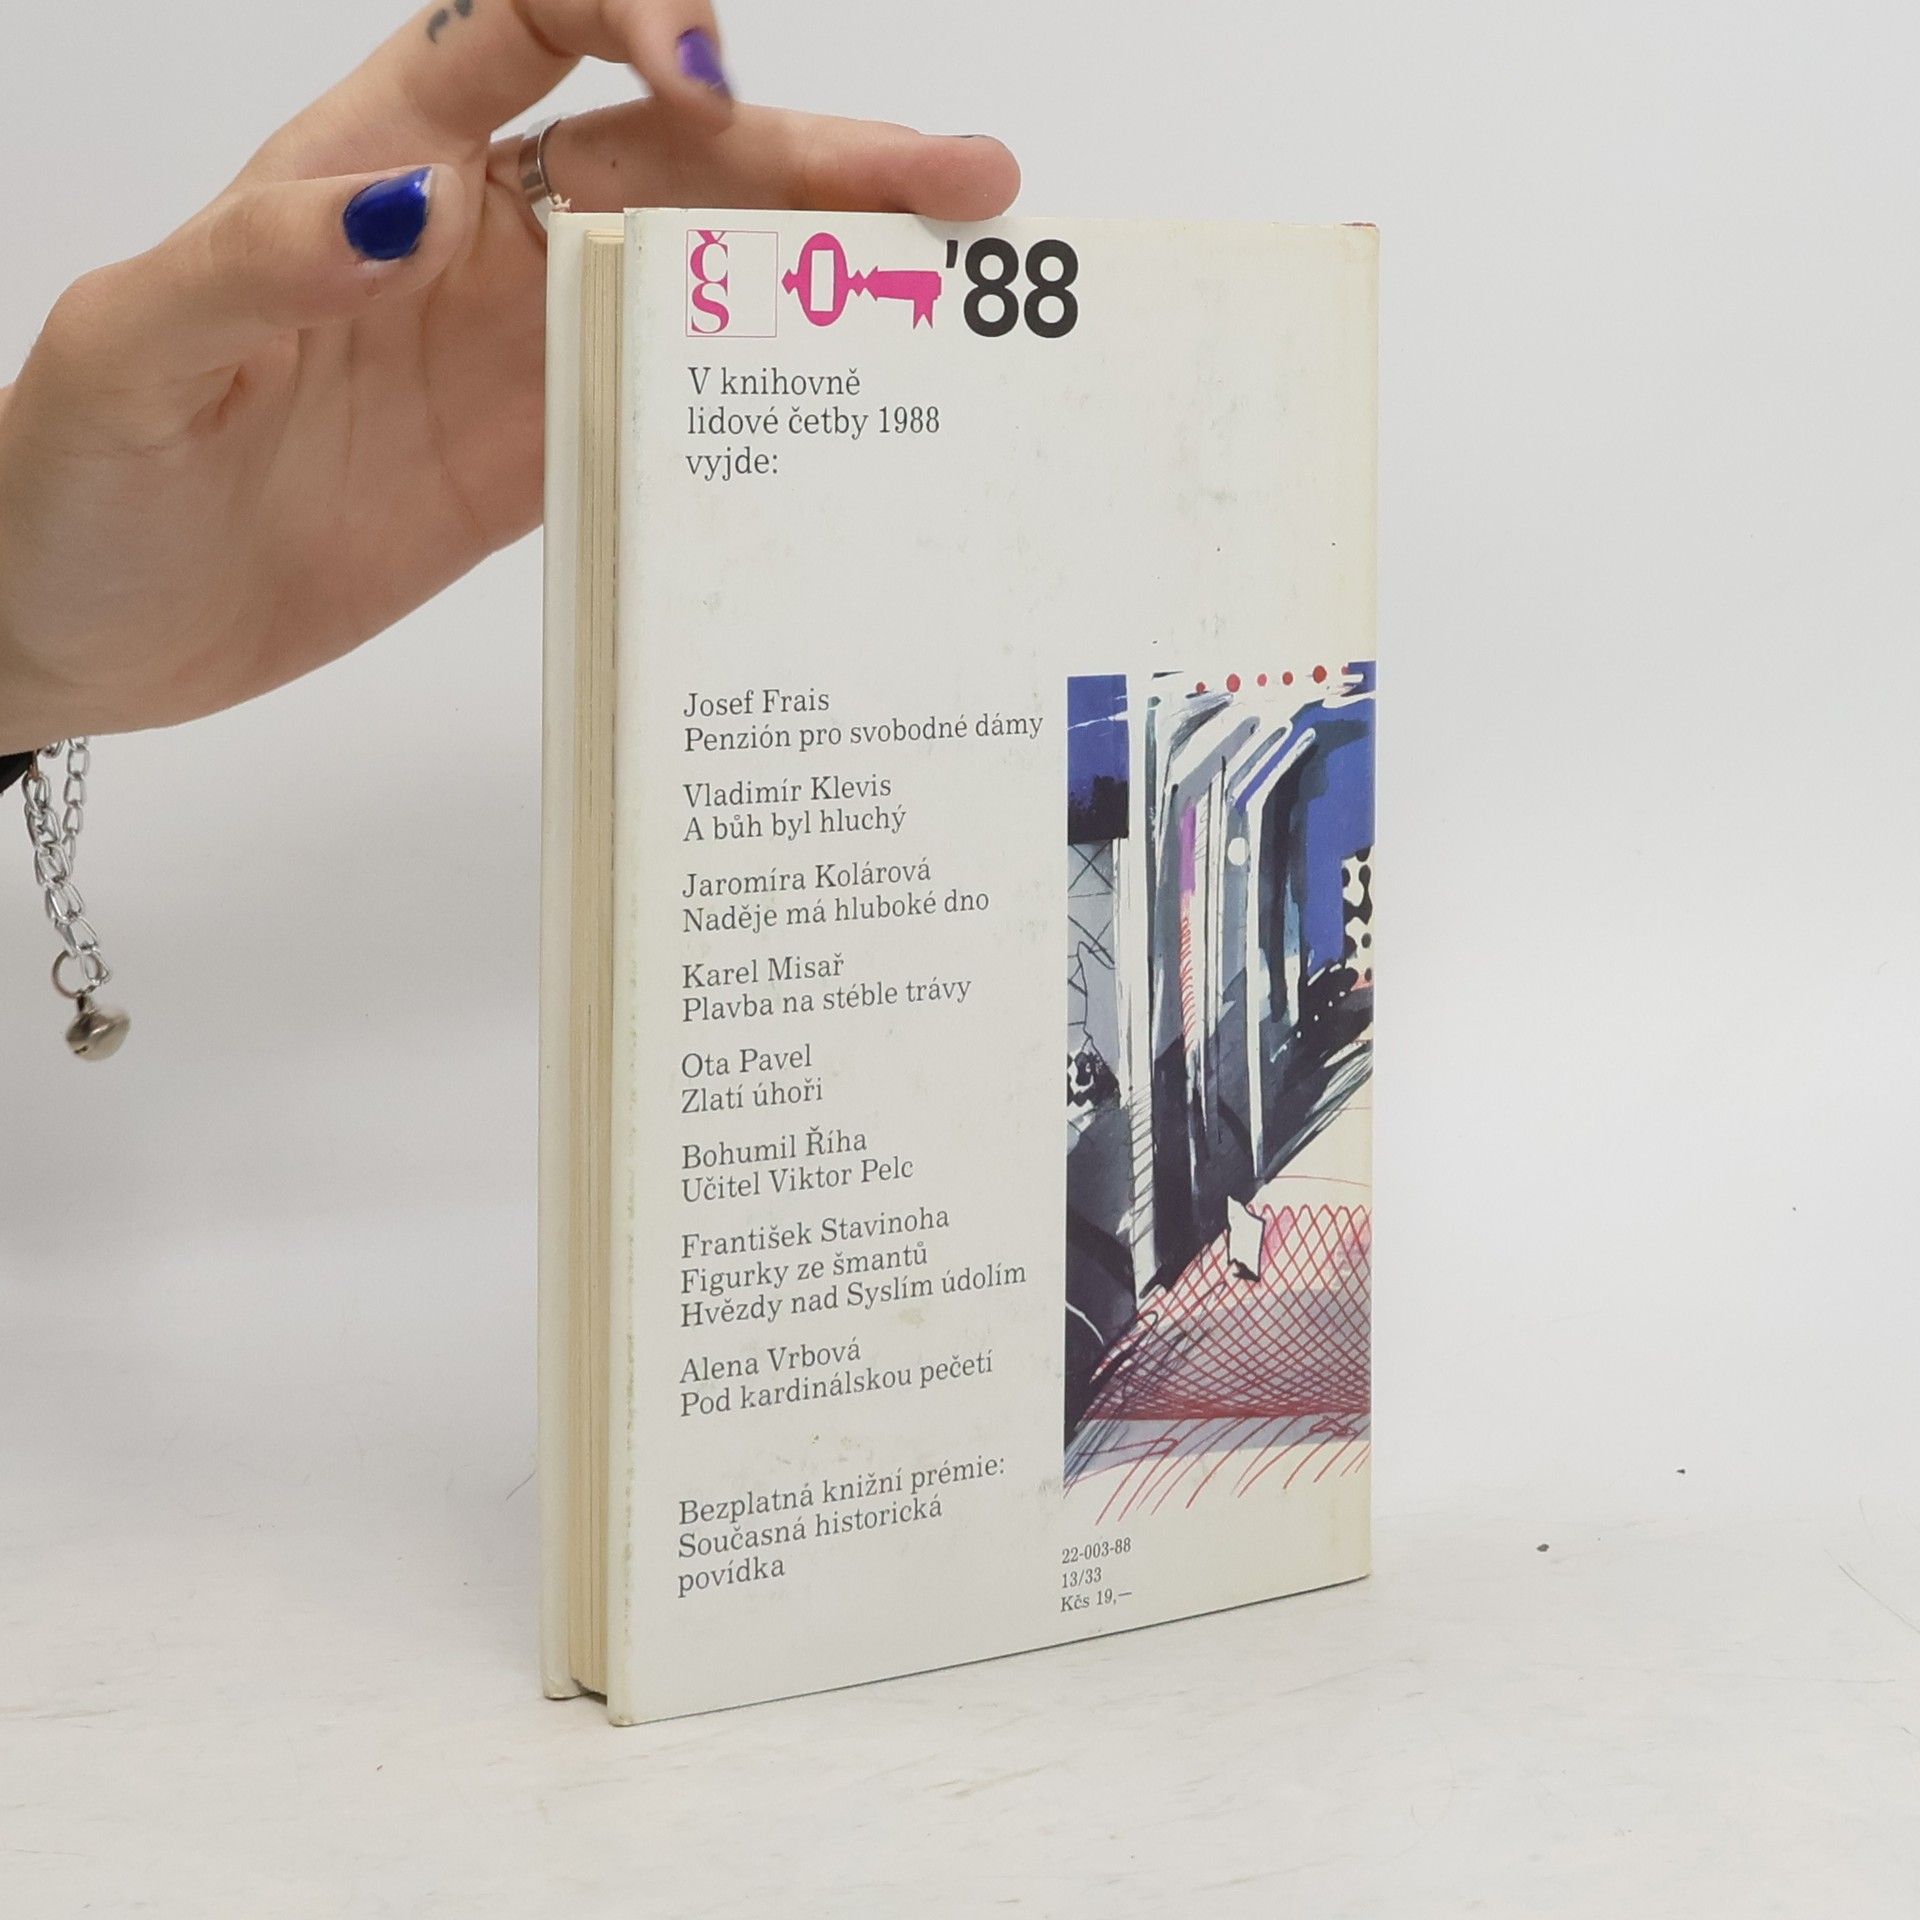 Č
S
'88
V knihovně
lidové četby 1988
vyjde:
Josef Frais
Penzión pro svobodné dámy
Vladimír Klevis
A bůh byl hluchý
Jaromíra Kolárová
Naděje má hluboké dno
Karel Misař
Plavba na stéble trávy
Ota Pavel
Zlatí úhoři
Bohumil Říha
Učitel Viktor Pelc
František Stavinoha
Figurky ze šmantů
Hvězdy nad Syslím údolím
Alena Vrbová
Pod kardinálskou pečetí
Bezplatná knižní prémie:
Současná historická
povídka
22-003-88
13/33
Kčs 19,—